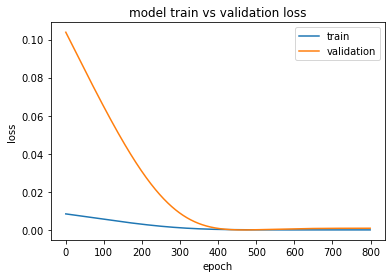 model train vs validation loss
train
validation
loss
0.10
0.08
0.06
0.04
0.02
0.00
0 100 200 300 400 500 600 700 800
epoch